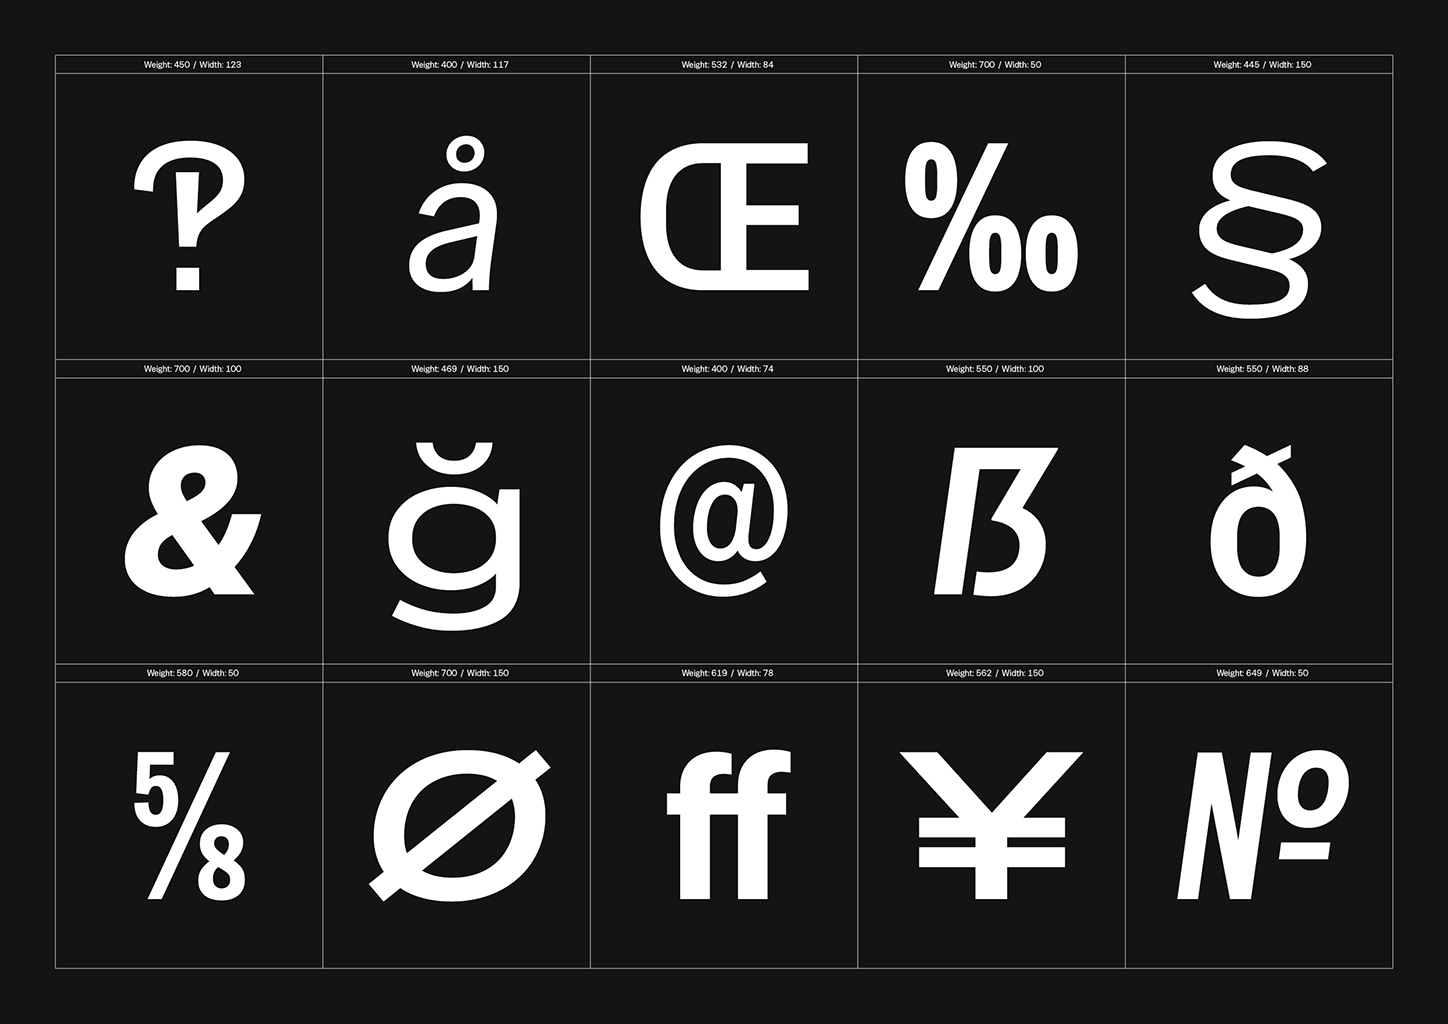 Weight: 450 / Width: 123
Weight: 400 / Width: 117
Weight: 532 / Width: 84
Weight: 700 / Width: 50
Weight: 445 / Width: 150
‽
å
Œ
‰
§
Weight: 700 / Width: 100
Weight: 469 / Width: 150
Weight: 400 / Width: 74
Weight: 550 / Width: 100
Weight: 550 / Width: 88
&
ğ
@
ẞ
ð
Weight: 580 / Width: 50
Weight: 700 / Width: 150
Weight: 619 / Width: 78
Weight: 562 / Width: 150
Weight: 649 / Width: 50
⅝
Ø
ff
¥
№